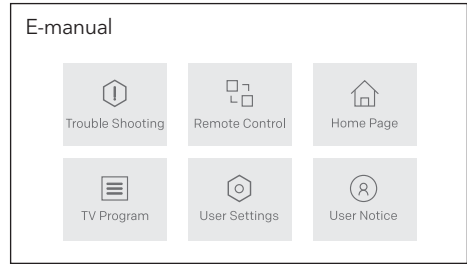 E-manual
Trouble Shooting
Remote Control
Home Page
TV Program
User Settings
User Notice